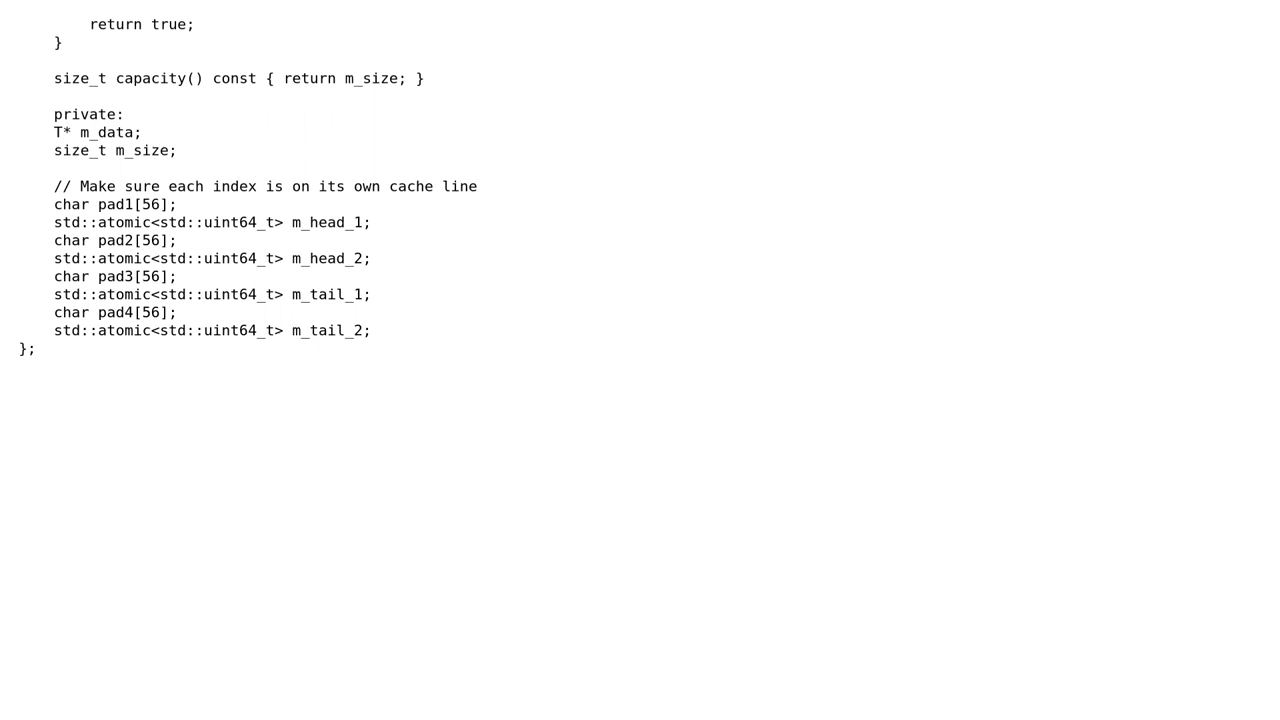 return true;
    }

    size_t capacity() const { return m_size; }

    private:
    T* m_data;
    size_t m_size;

    // Make sure each index is on its own cache line
    char pad1[56];
    std::atomic<std::uint64_t> m_head_1;
    char pad2[56];
    std::atomic<std::uint64_t> m_head_2;
    char pad3[56];
    std::atomic<std::uint64_t> m_tail_1;
    char pad4[56];
    std::atomic<std::uint64_t> m_tail_2;
};